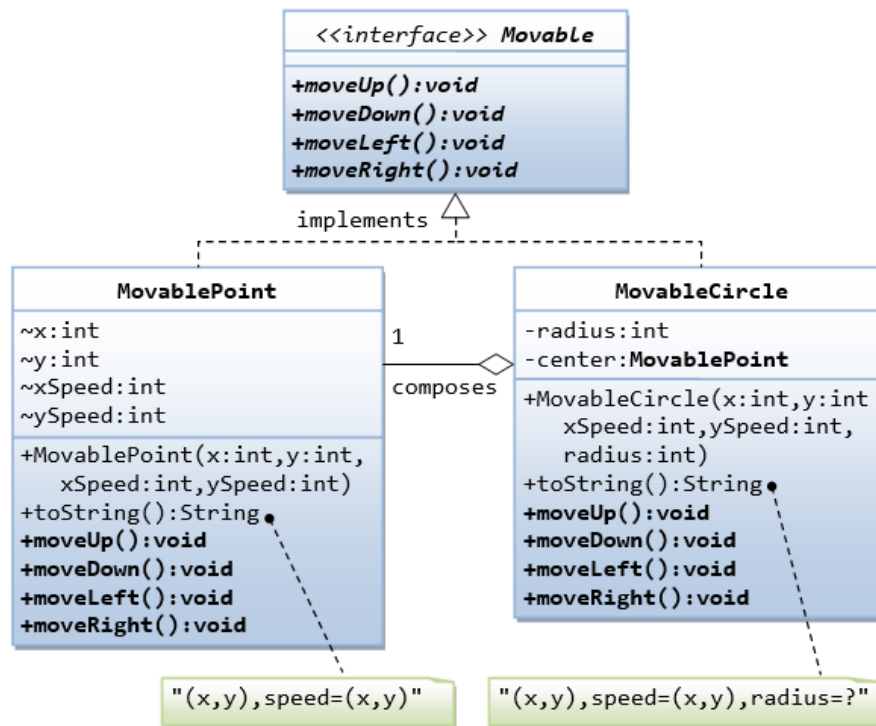 <<interface>> Movable
+moveUp():void
+moveDown():void
+moveLeft():void
+moveRight():void
implements
MovablePoint
~x:int
~y:int
~xSpeed:int
~ySpeed:int
+MovablePoint(x:int,y:int,
xSpeed:int,ySpeed:int)
+toString():String
+moveUp():void
+moveDown():void
+moveLeft():void
+moveRight():void
"(x,y),speed=(x,y)"
1
composes
MovableCircle
-radius:int
-center:MovablePoint
+MovableCircle(x:int,y:int
xSpeed:int,ySpeed:int,
radius:int)
+toString():String
+moveUp():void
+moveDown():void
+moveLeft():void
+moveRight():void
"(x,y),speed=(x,y),radius=?"